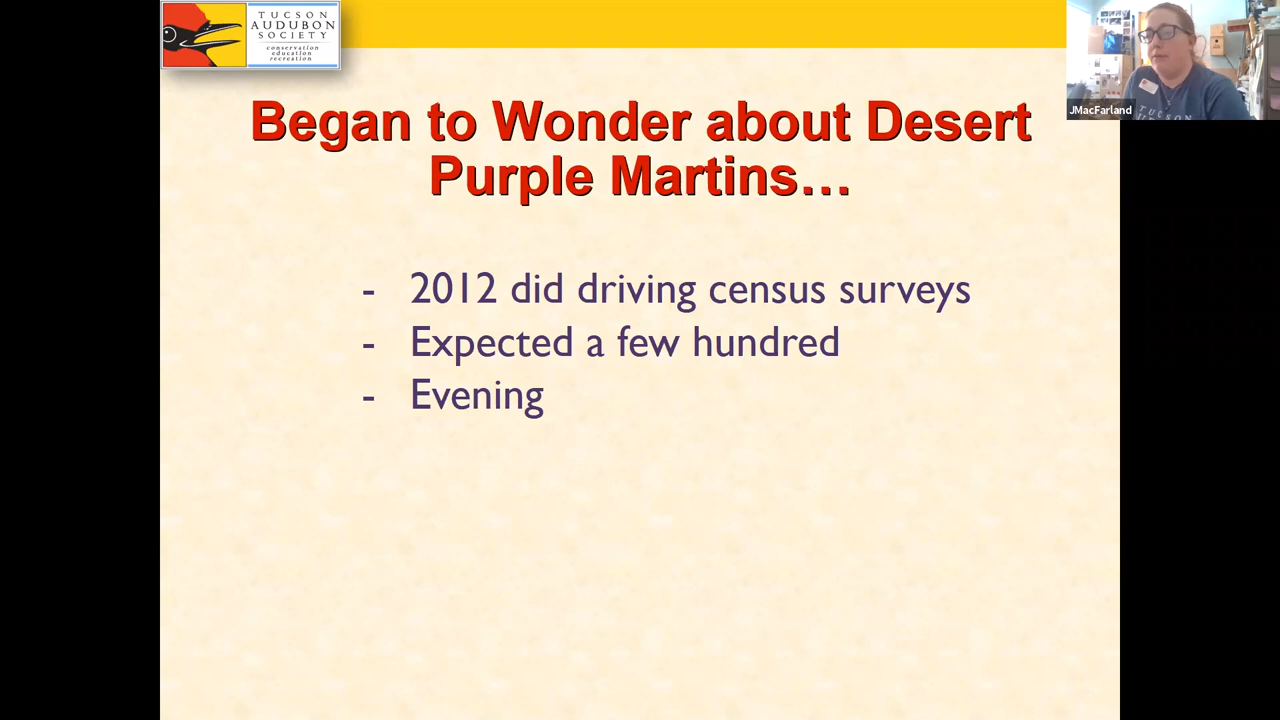 TUCSON
AUDUBON
SOCIETY
conservation
education
recreation
JMacFarland
TUCSON
Began to Wonder about Desert
Purple Martins…
- 2012 did driving census surveys
- Expected a few hundred
- Evening